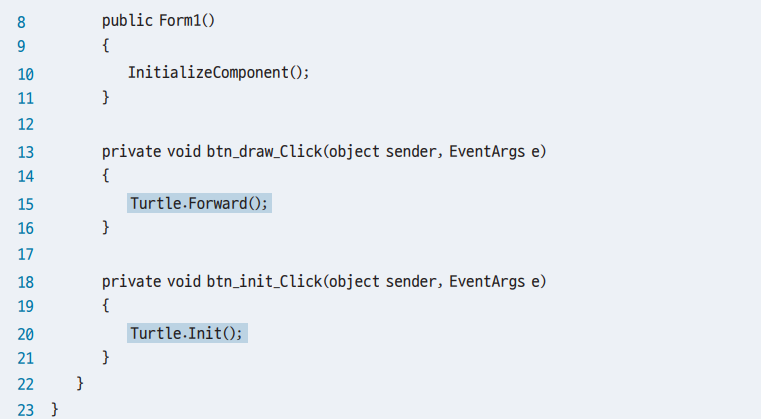 8 public Form1()
9 {
10 InitializeComponent();
11 }
12
13 private void btn_draw_Click(object sender, EventArgs e)
14 {
15 Turtle.Forward();
16 }
17
18 private void btn_init_Click(object sender, EventArgs e)
19 {
20 Turtle.Init();
21 }
22 }
23 }